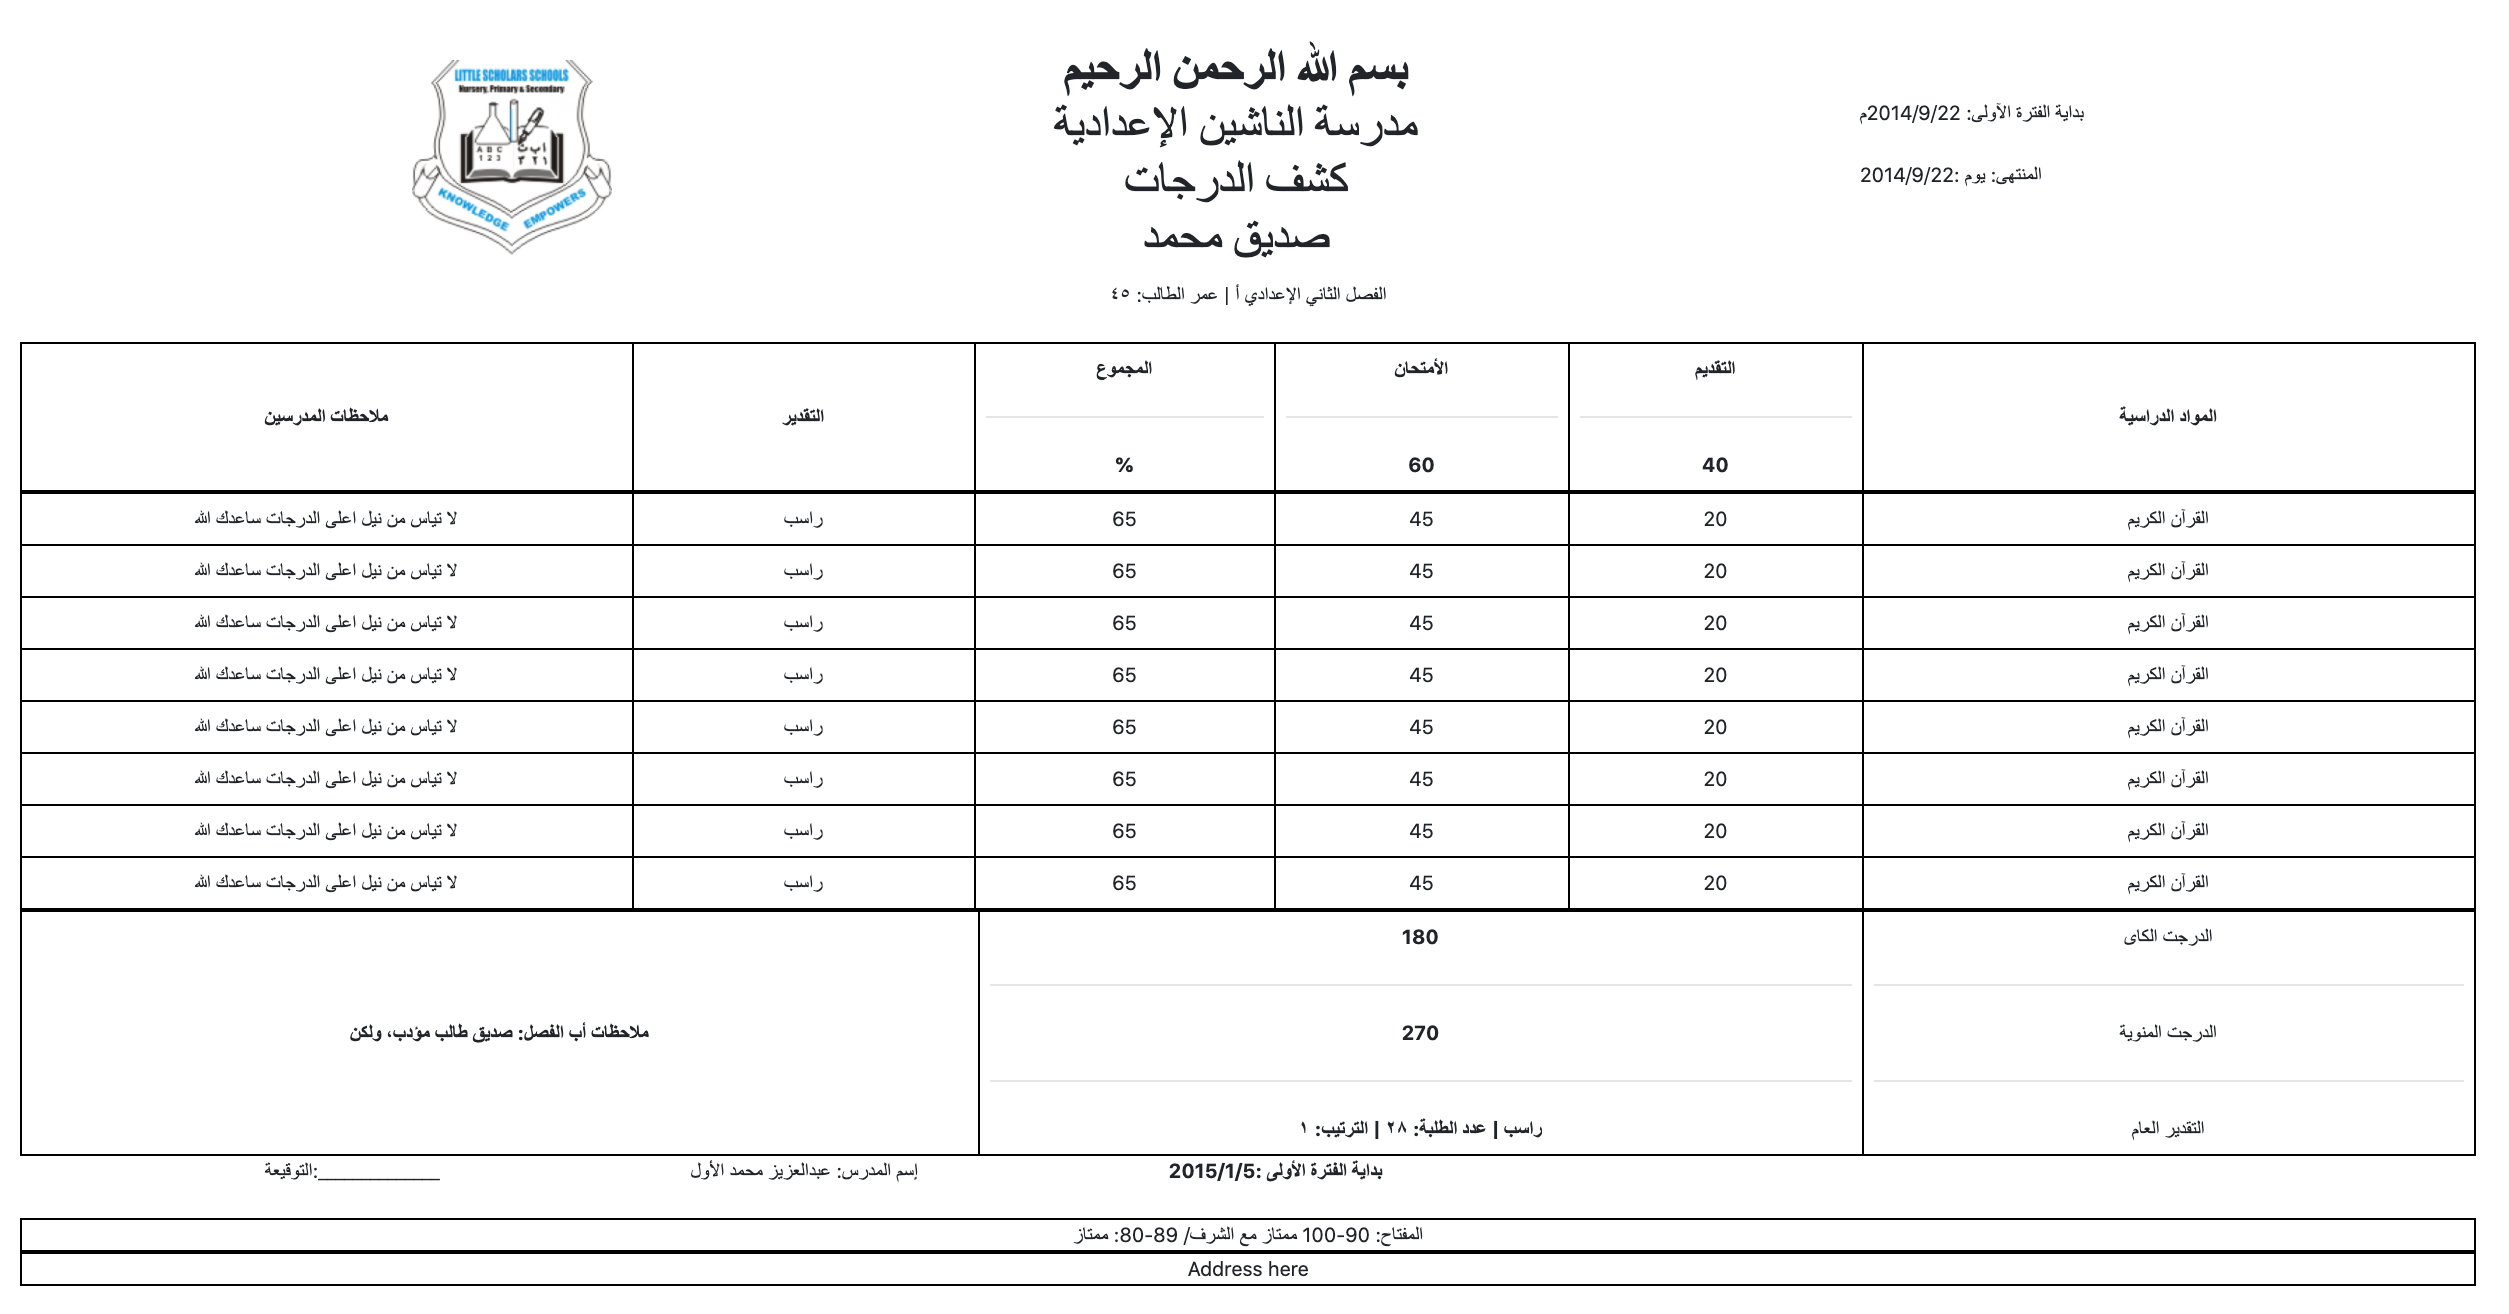 LITTLE SCHOLARS SCHOOLS
Nursery, Primary & Secondary
A B C
1 2 3
ا ب ت
٣ ٢ ١
KNOWLEDGE EMPOWERS
بسم الله الرحمن الرحيم
مدرسة الناشين الإعدادية
كشف الدرجات
صديق محمد
الفصل الثاني الإعدادي أ | عمر الطالب: ٤٥
بداية الفترة الآولى: 2014/9/22م
المنتهى: يوم :2014/9/22
المواد الدراسية التقديم الأمتحان المجموع التقدير ملاحظات المدرسين
40 60 %
القرآن الكريم 20 45 65 راسب لا تياس من نيل اعلى الدرجات ساعدك الله
القرآن الكريم 20 45 65 راسب لا تياس من نيل اعلى الدرجات ساعدك الله
القرآن الكريم 20 45 65 راسب لا تياس من نيل اعلى الدرجات ساعدك الله
القرآن الكريم 20 45 65 راسب لا تياس من نيل اعلى الدرجات ساعدك الله
القرآن الكريم 20 45 65 راسب لا تياس من نيل اعلى الدرجات ساعدك الله
القرآن الكريم 20 45 65 راسب لا تياس من نيل اعلى الدرجات ساعدك الله
القرآن الكريم 20 45 65 راسب لا تياس من نيل اعلى الدرجات ساعدك الله
القرآن الكريم 20 45 65 راسب لا تياس من نيل اعلى الدرجات ساعدك الله
الدرجت الكاى 180
الدرجت المنوية 270
التقدير العام راسب | عدد الطلبة: ٢٨ | الترتيب: ١
ملاحظات أب الفصل: صديق طالب مؤدب، ولكن
بداية الفترة الأولى :2015/1/5
إسم المدرس: عبدالعزيز محمد الأول
التوقيعة:____________
المفتاح: 90-100 ممتاز مع الشرف/ 89-80: ممتاز
Address here